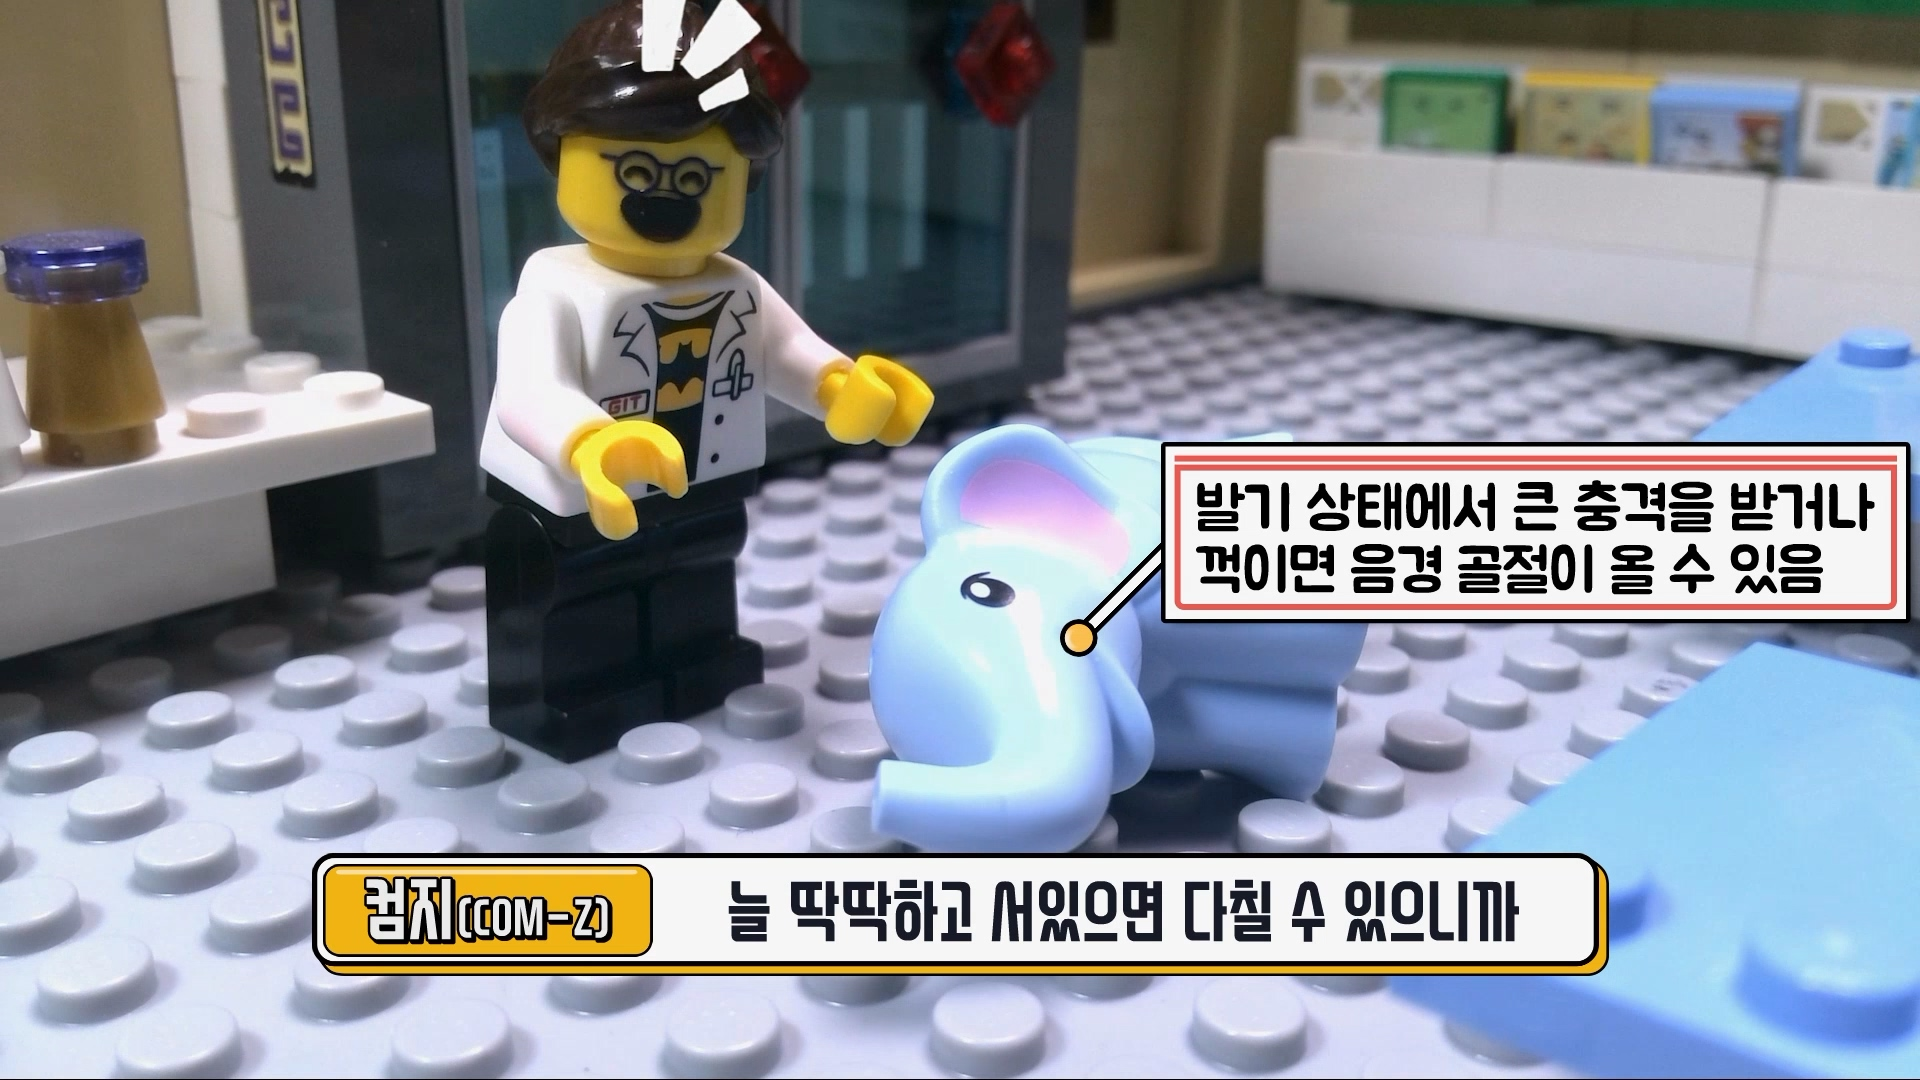 GIT
발기 상태에서 큰 충격을 받거나
꺽이면 음경 골절이 올 수 있음
컴지(COM-Z)
늘 딱딱하고 서있으면 다칠 수 있으니까